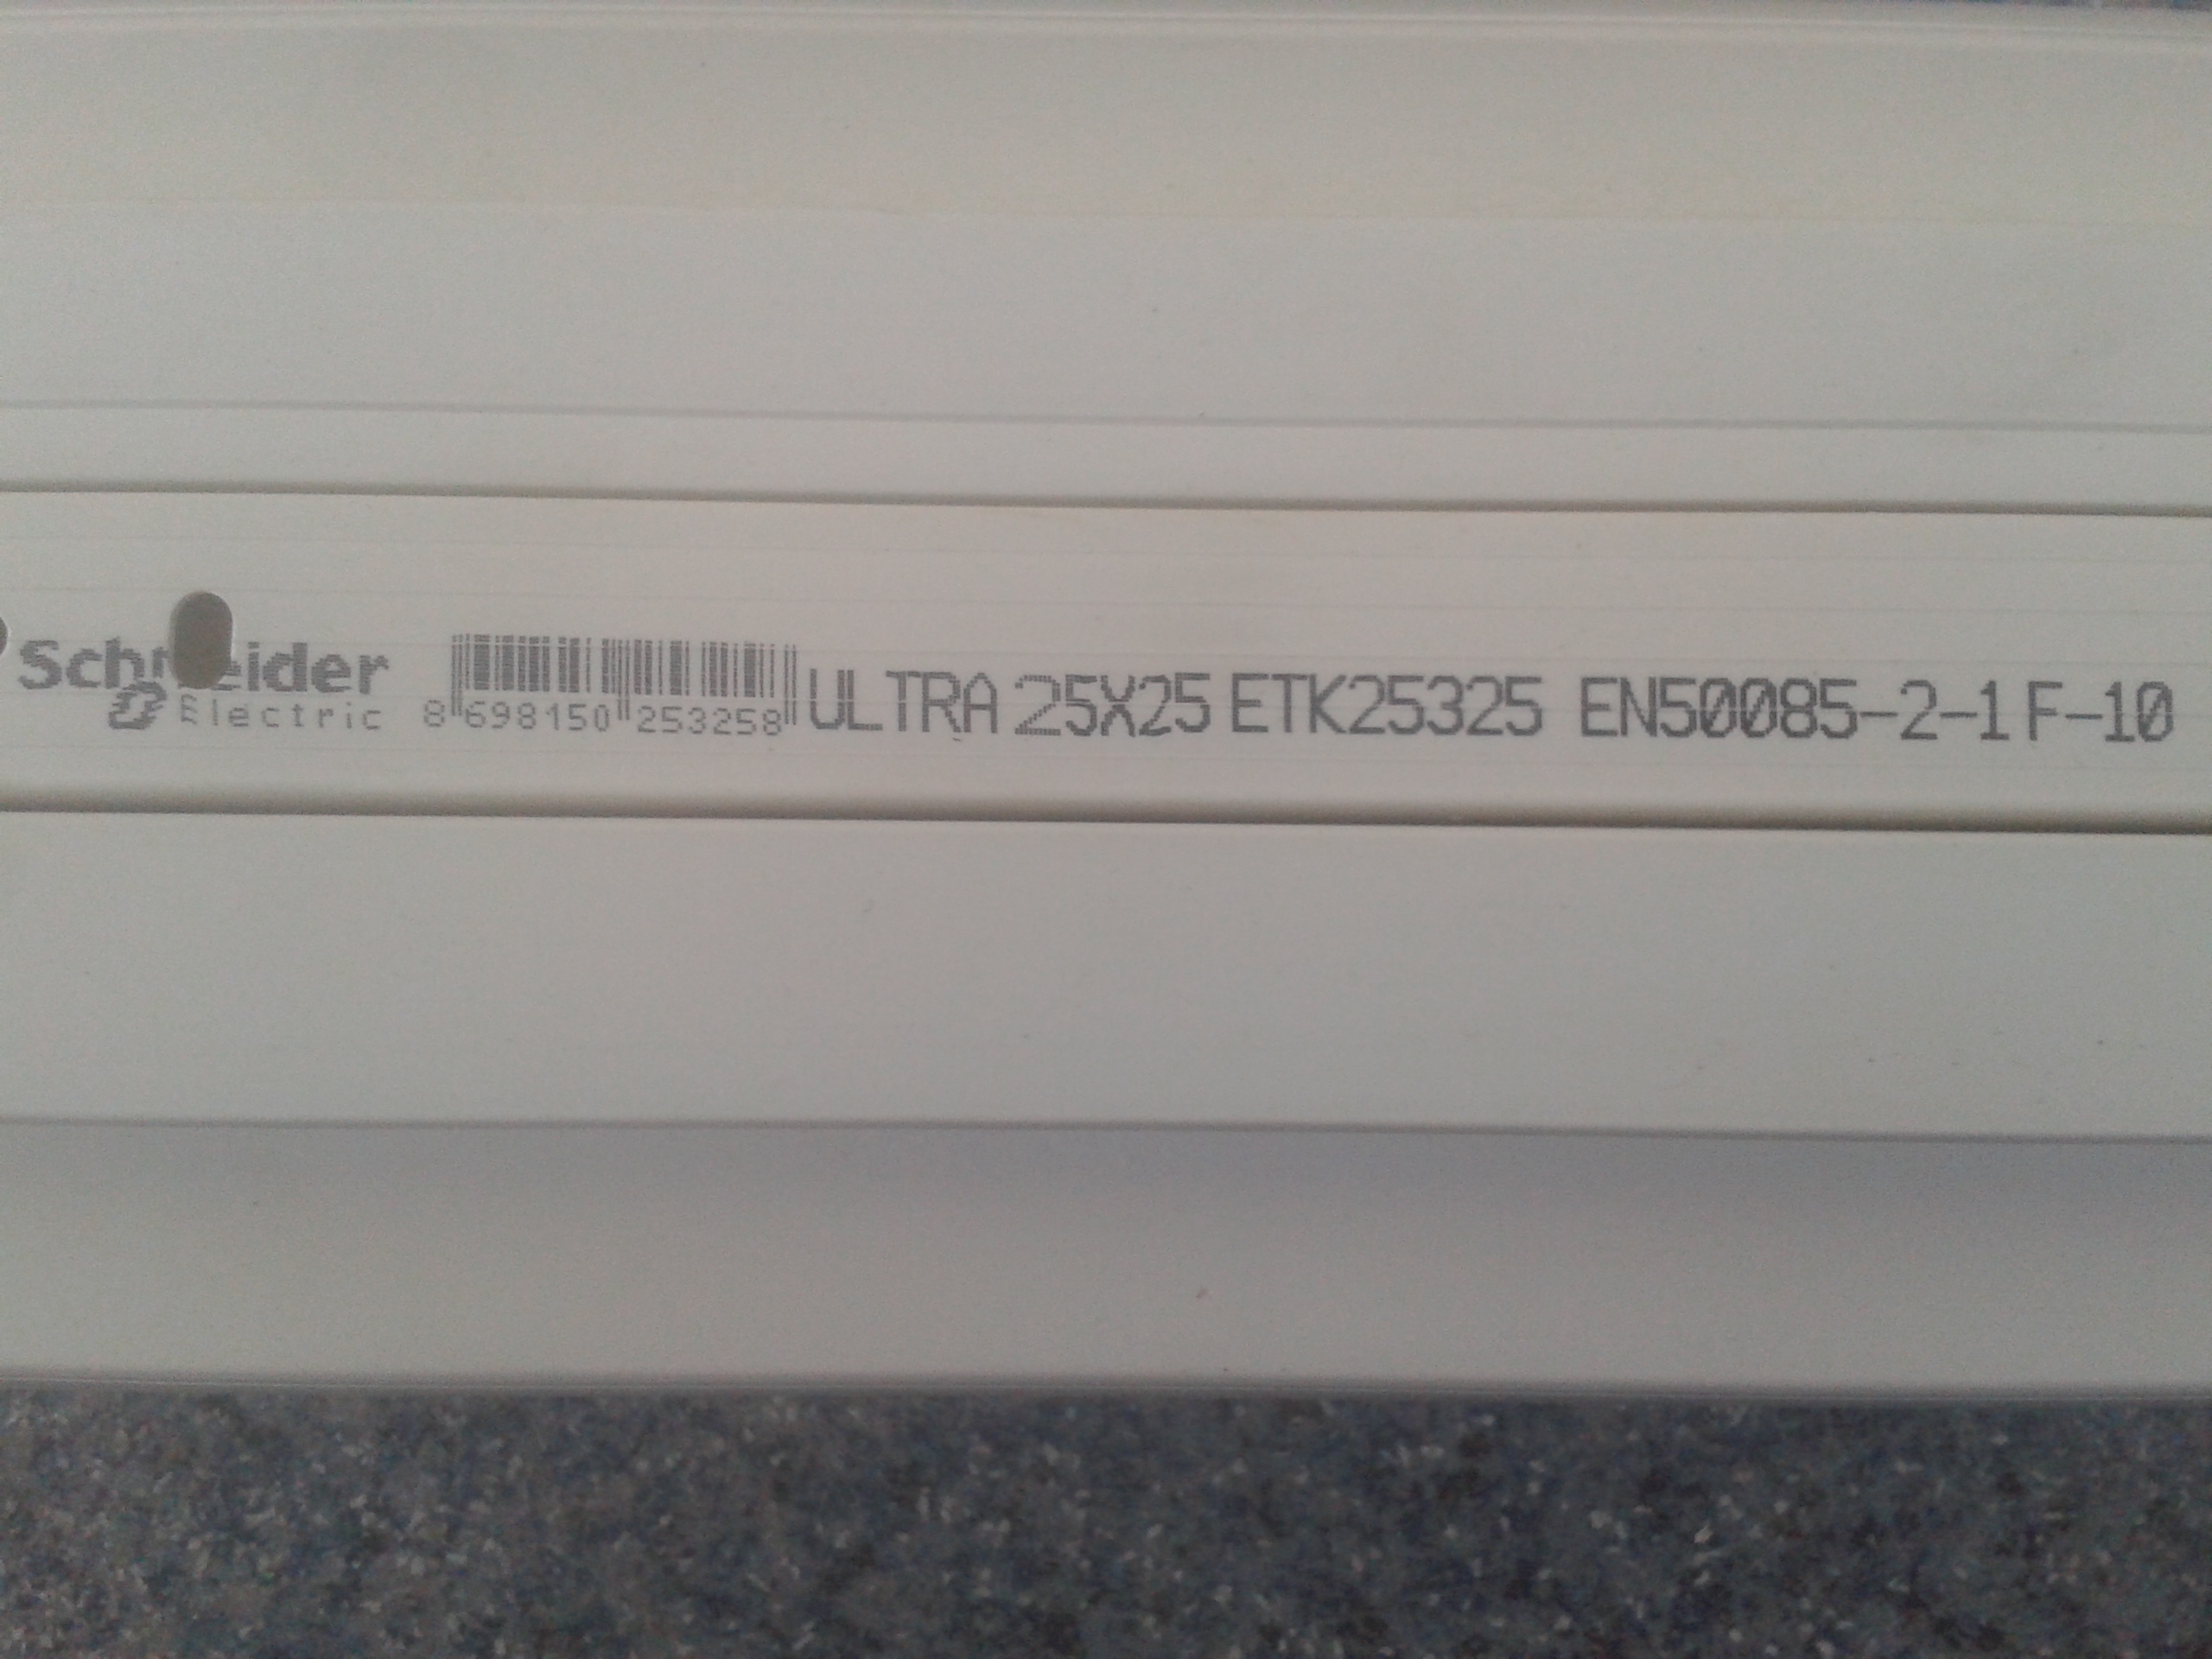 Schneider
Electric
8 698150 253258 ULTRA 25X25 ETK25325 EN50085-2-1 F-10